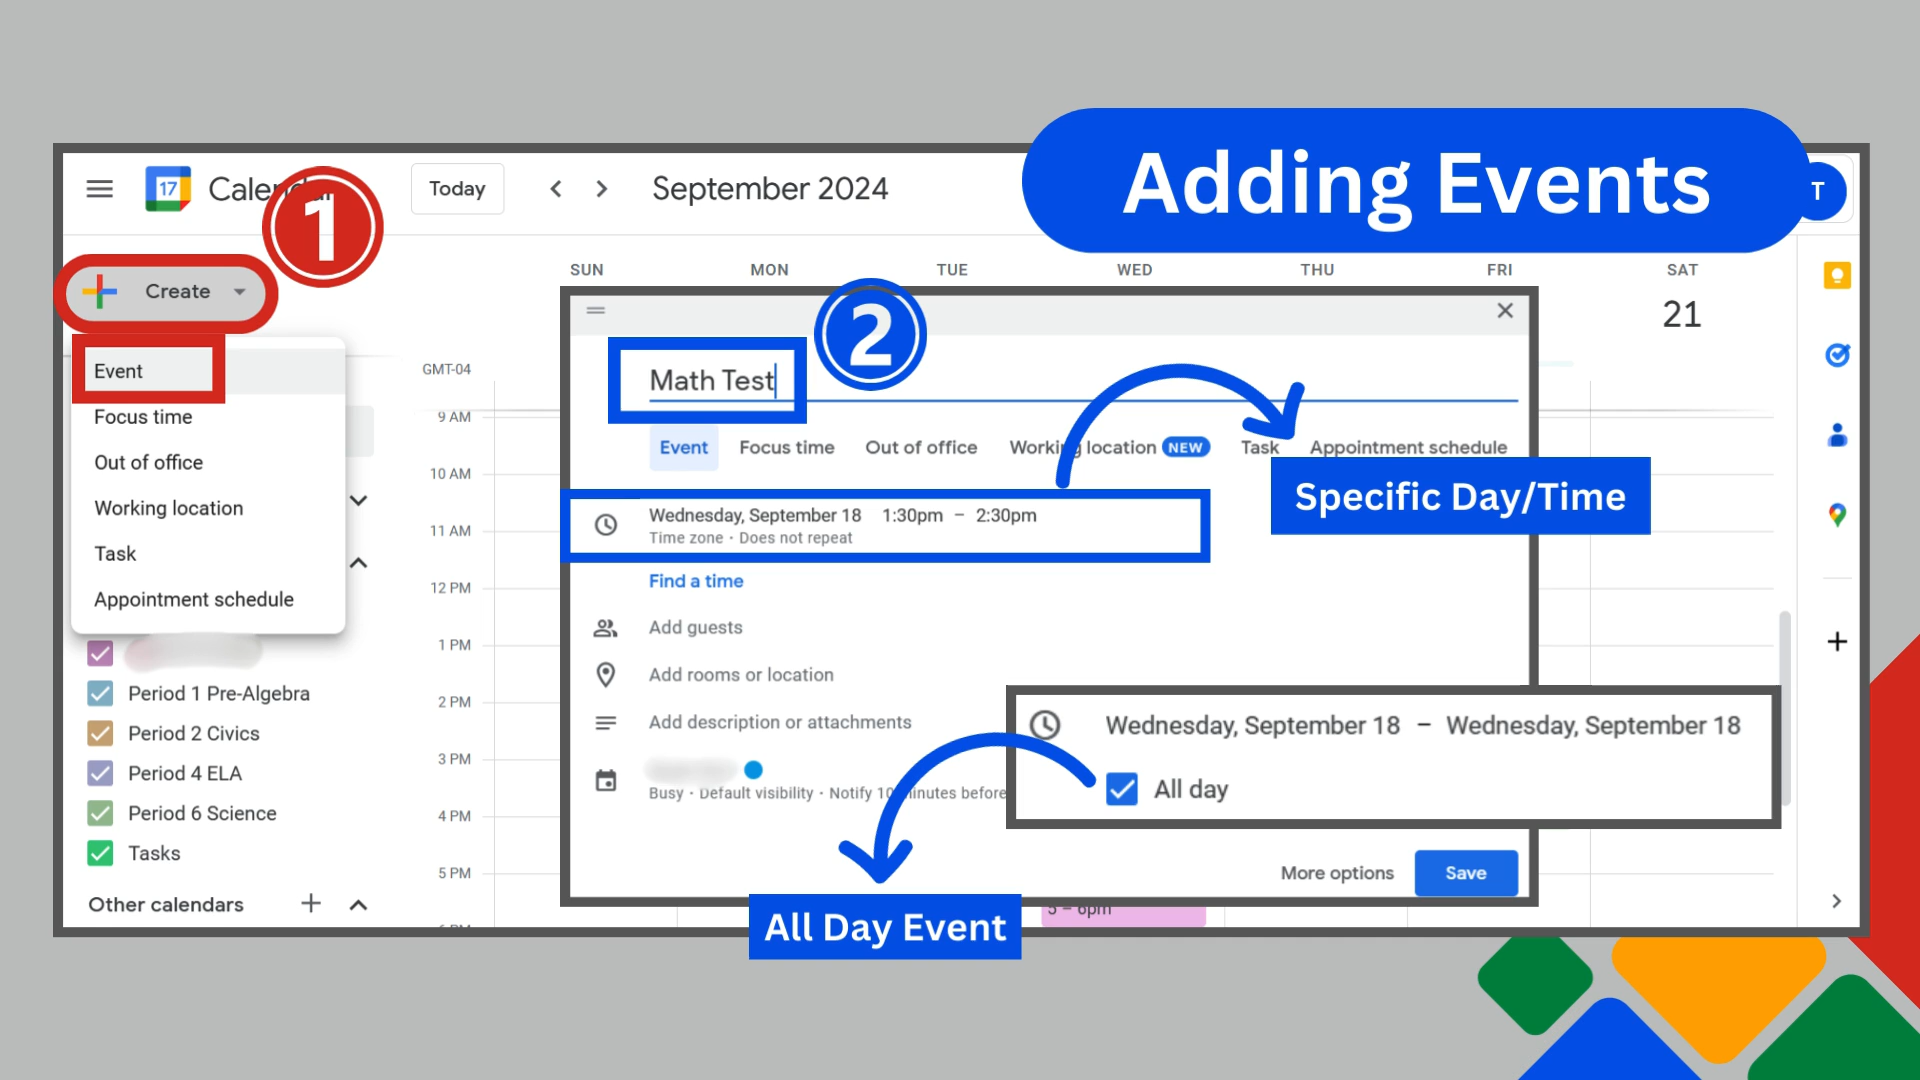 Adding Events
17
Calendar
Today
September 2024
T
1
Create
Event
Focus time
Out of office
Working location
Task
Appointment schedule
Period 1 Pre-Algebra
Period 2 Civics
Period 4 ELA
Period 6 Science
Tasks
Other calendars
SUN MON TUE WED THU FRI SAT
21
GMT-04
9 AM
10 AM
11 AM
12 PM
1 PM
2 PM
3 PM
4 PM
5 PM
2
Math Test
Event Focus time Out of office Working location NEW Task Appointment schedule
Specific Day/Time
Wednesday, September 18 1:30pm – 2:30pm
Time zone · Does not repeat
Find a time
Add guests
Add rooms or location
Add description or attachments
Busy · Default visibility · Notify 10 minutes before
Wednesday, September 18 – Wednesday, September 18
All day
More options Save
5 – 6pm
All Day Event